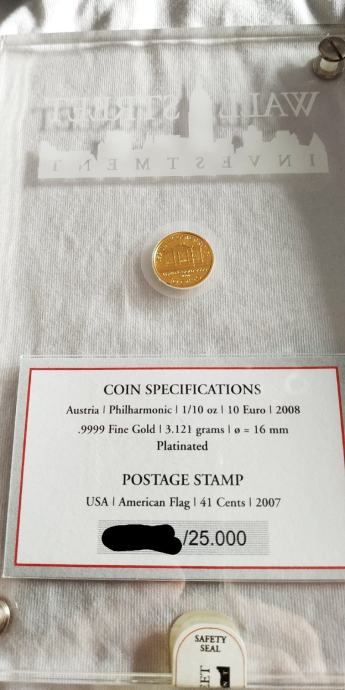 WALL STREET
INVESTMENT
COIN SPECIFICATIONS
Austria | Philharmonic | 1/10 oz | 10 Euro | 2008
.9999 Fine Gold | 3.121 grams | ø = 16 mm
Platinated
POSTAGE STAMP
USA | American Flag | 41 Cents | 2007
/25.000
SAFETY
SEAL